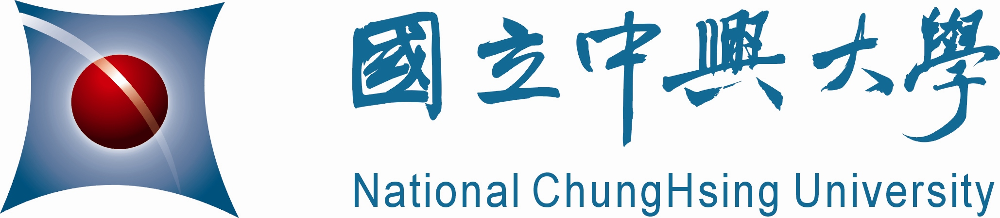 國立中興大學
National ChungHsing University